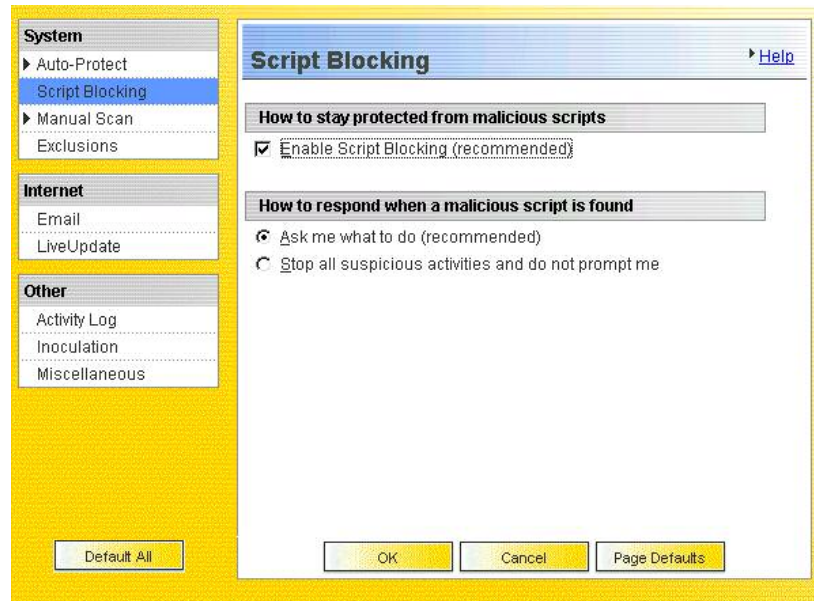 System
Auto-Protect
Script Blocking
Manual Scan
Exclusions
Internet
Email
LiveUpdate
Other
Activity Log
Inoculation
Miscellaneous
Default All
Script Blocking
Help
How to stay protected from malicious scripts
Enable Script Blocking (recommended)
How to respond when a malicious script is found
Ask me what to do (recommended)
Stop all suspicious activities and do not prompt me
OK
Cancel
Page Defaults